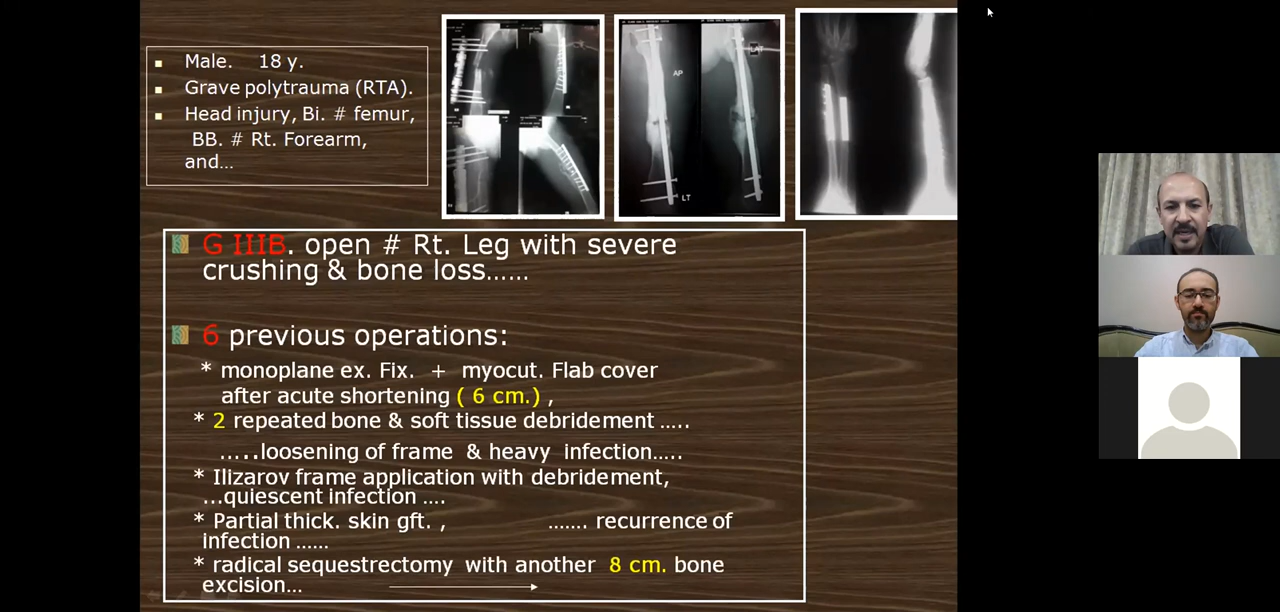 Male. 18 y.
Grave polytrauma (RTA).
Head injury, Bi. # femur,
BB. # Rt. Forearm,
and...
AP
LAT
LT
G IIIB. open # Rt. Leg with severe
crushing & bone loss......
6 previous operations:
* monoplane ex. Fix. + myocut. Flab cover
after acute shortening ( 6 cm.) ,
* 2 repeated bone & soft tissue debridement .....
.....loosening of frame & heavy infection.....
* Ilizarov frame application with debridement,
...quiescent infection ....
* Partial thick. skin gft. , ....... recurrence of
infection ......
* radical sequestrectomy with another 8 cm. bone
excision...